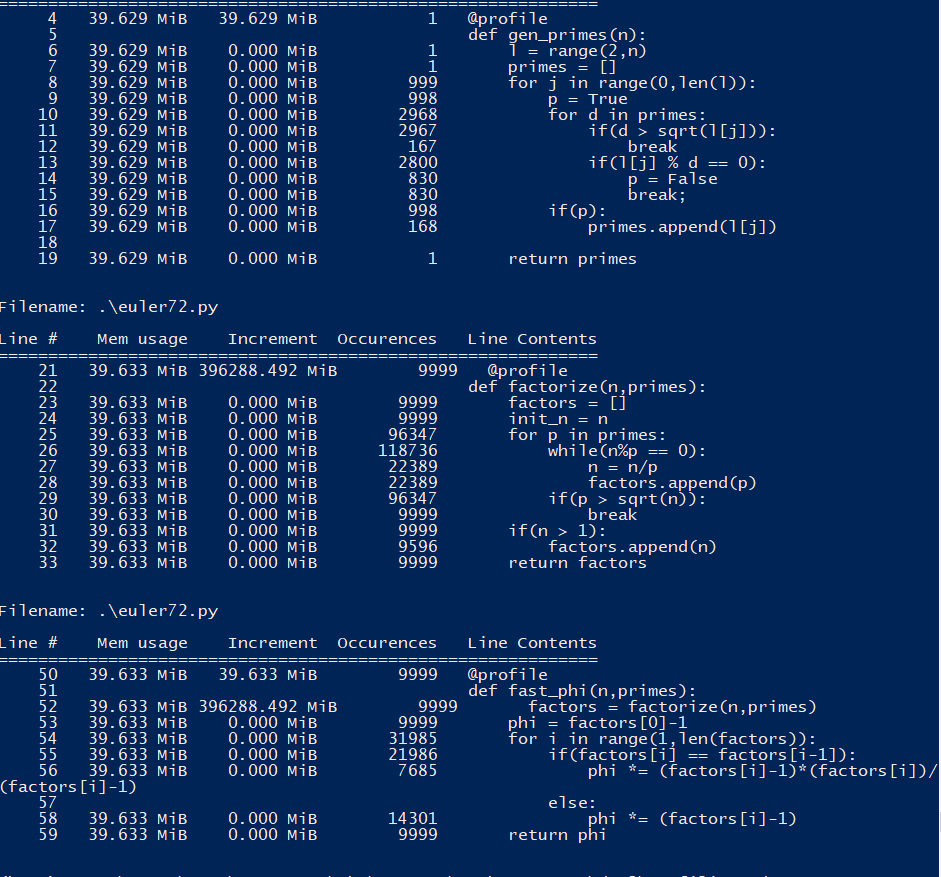 4 39.629 MiB 39.629 MiB 1 @profile
5 def gen_primes(n):
6 39.629 MiB 0.000 MiB 1 l = range(2,n)
7 39.629 MiB 0.000 MiB 1 primes = []
8 39.629 MiB 0.000 MiB 999 for j in range(0,len(l)):
9 39.629 MiB 0.000 MiB 998 p = True
10 39.629 MiB 0.000 MiB 2968 for d in primes:
11 39.629 MiB 0.000 MiB 2967 if(d > sqrt(l[j])):
12 39.629 MiB 0.000 MiB 167 break
13 39.629 MiB 0.000 MiB 2800 if(l[j] % d == 0):
14 39.629 MiB 0.000 MiB 830 p = False
15 39.629 MiB 0.000 MiB 830 break;
16 39.629 MiB 0.000 MiB 998 if(p):
17 39.629 MiB 0.000 MiB 168 primes.append(l[j])
18
19 39.629 MiB 0.000 MiB 1 return primes
Filename: .\euler72.py
Line # Mem usage Increment Occurences Line Contents
============================================================
21 39.633 MiB 396288.492 MiB 9999 @profile
22 def factorize(n,primes):
23 39.633 MiB 0.000 MiB 9999 factors = []
24 39.633 MiB 0.000 MiB 9999 init_n = n
25 39.633 MiB 0.000 MiB 96347 for p in primes:
26 39.633 MiB 0.000 MiB 118736 while(n%p == 0):
27 39.633 MiB 0.000 MiB 22389 n = n/p
28 39.633 MiB 0.000 MiB 22389 factors.append(p)
29 39.633 MiB 0.000 MiB 96347 if(p > sqrt(n)):
30 39.633 MiB 0.000 MiB 9999 break
31 39.633 MiB 0.000 MiB 9999 if(n > 1):
32 39.633 MiB 0.000 MiB 9596 factors.append(n)
33 39.633 MiB 0.000 MiB 9999 return factors
Filename: .\euler72.py
Line # Mem usage Increment Occurences Line Contents
============================================================
50 39.633 MiB 39.633 MiB 9999 @profile
51 def fast_phi(n,primes):
52 39.633 MiB 396288.492 MiB 9999 factors = factorize(n,primes)
53 39.633 MiB 0.000 MiB 9999 phi = factors[0]-1
54 39.633 MiB 0.000 MiB 31985 for i in range(1,len(factors)):
55 39.633 MiB 0.000 MiB 21986 if(factors[i] == factors[i-1]):
56 39.633 MiB 0.000 MiB 7685 phi *= (factors[i]-1)*(factors[i])/
(factors[i]-1)
57 else:
58 39.633 MiB 0.000 MiB 14301 phi *= (factors[i]-1)
59 39.633 MiB 0.000 MiB 9999 return phi